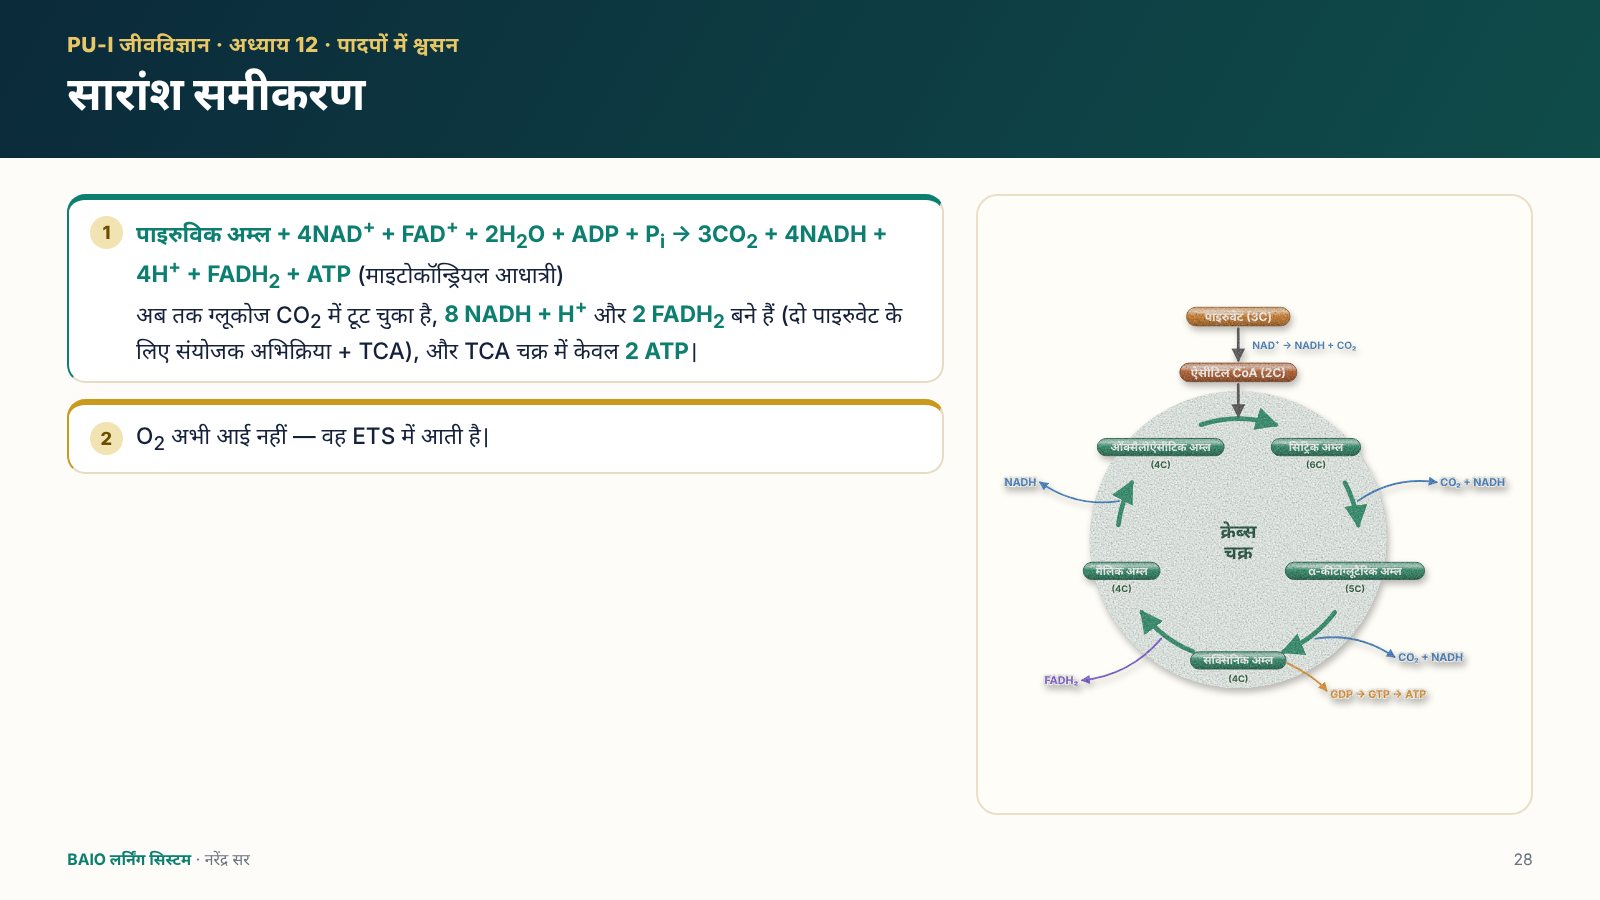 PU-I जीवविज्ञान · अध्याय 12 · पादपों में श्वसन
सारांश समीकरण
1
पाइरुविक अम्ल + 4NAD⁺ + FAD⁺ + 2H₂O + ADP + Pᵢ → 3CO₂ + 4NADH +
4H⁺ + FADH₂ + ATP (माइटोकॉन्ड्रियल आधात्री)
अब तक ग्लूकोज CO₂ में टूट चुका है, 8 NADH + H⁺ और 2 FADH₂ बने हैं (दो पाइरुवेट के
लिए संयोजक अभिक्रिया + TCA), और TCA चक्र में केवल 2 ATP|
2
O₂ अभी आई नहीं — वह ETS में आती है|
पाइरुवेट (3C)
NAD⁺ → NADH + CO₂
ऐसीटिल CoA (2C)
ऑक्सैलोऐसीटिक अम्ल
(4C)
सिट्रिक अम्ल
(6C)
NADH
CO₂ + NADH
क्रेब्स
चक्र
मैलिक अम्ल
(4C)
α-कीटोग्लूटेरिक अम्ल
(5C)
CO₂ + NADH
सक्सिनिक अम्ल
(4C)
FADH₂
GDP → GTP → ATP
BAIO लर्निंग सिस्टम · नरेंद्र सर
28